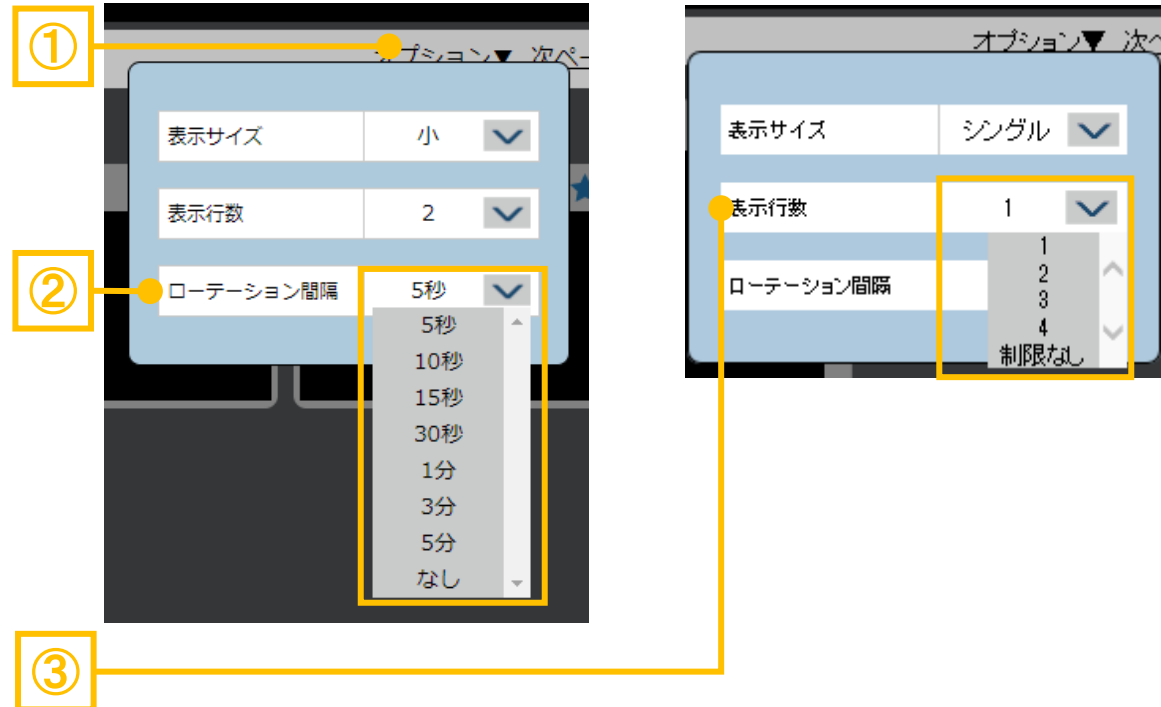 ①
オプション▼ 次ペー
表示サイズ 小
表示行数 2
②
ローテーション間隔 5秒
5秒
10秒
15秒
30秒
1分
3分
5分
なし
オプション▼ 次ペ
表示サイズ シングル
表示行数 1
1
2
3
4
制限なし
ローテーション間隔
③